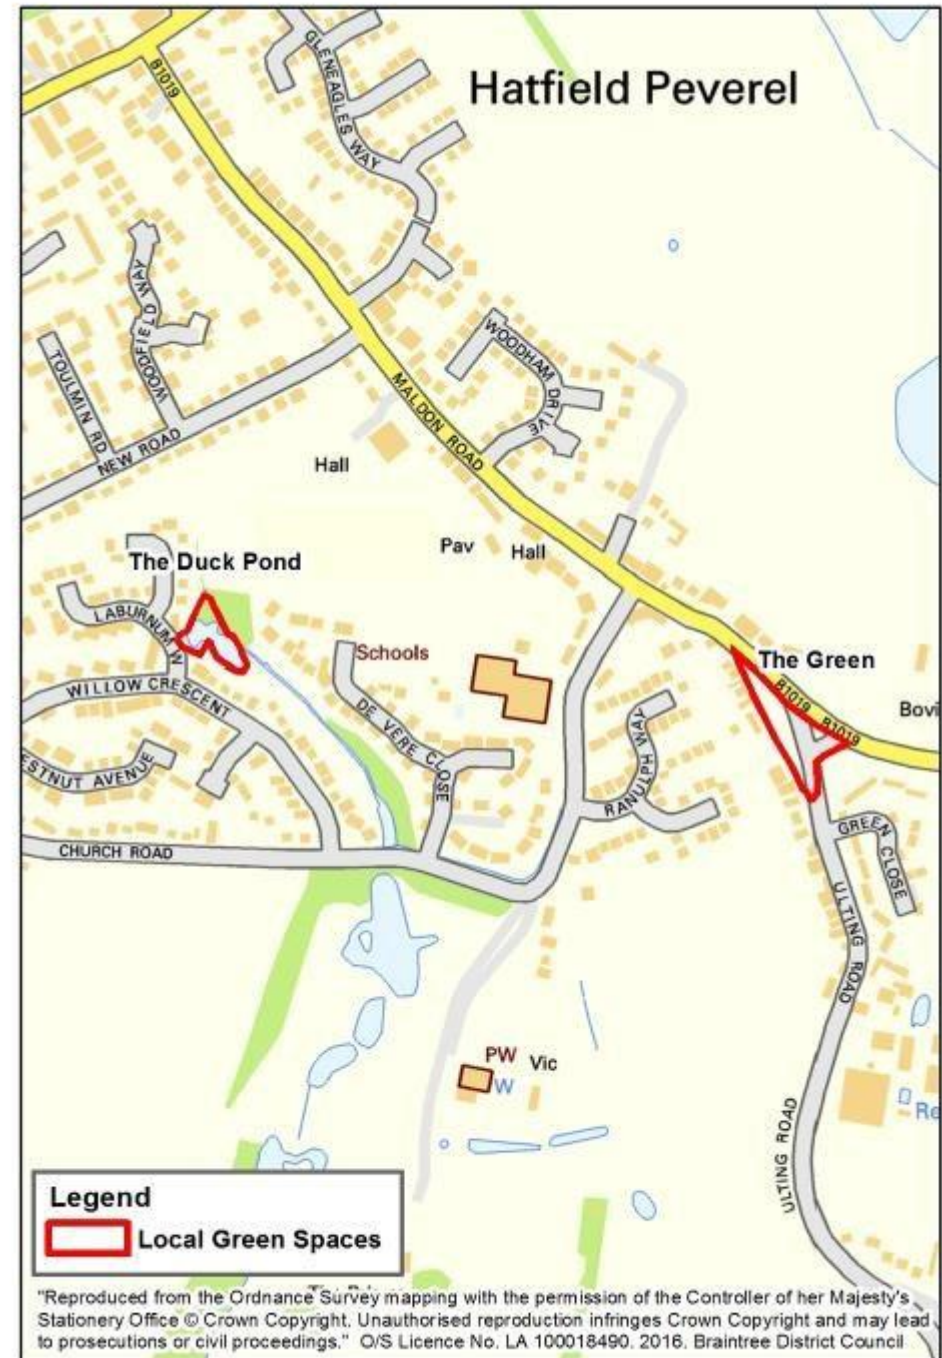 Hatfield Peverel
B1019
GLENEAGLES WAY
WOODFIELD WAY
TOULMIN RD
NEW ROAD
MALDON ROAD
WOODHAM DRIVE
Hall
Pav
Hall
The Duck Pond
LABURNUM W
WILLOW CRESCENT
ESTNUT AVENUE
Schools
DE VERE CLOSE
The Green
B1019
B1019
Bovi
RANULPH WAY
CHURCH ROAD
GREEN CLOSE
ULTING ROAD
PW
Vic
W
Re
ULTING ROAD
Legend
Local Green Spaces
"Reproduced from the Ordnance Survey mapping with the permission of the Controller of her Majesty's
Stationery Office © Crown Copyright. Unauthorised reproduction infringes Crown Copyright and may lead
to prosecutions or civil proceedings." O/S Licence No. LA 100018490. 2016. Braintree District Council